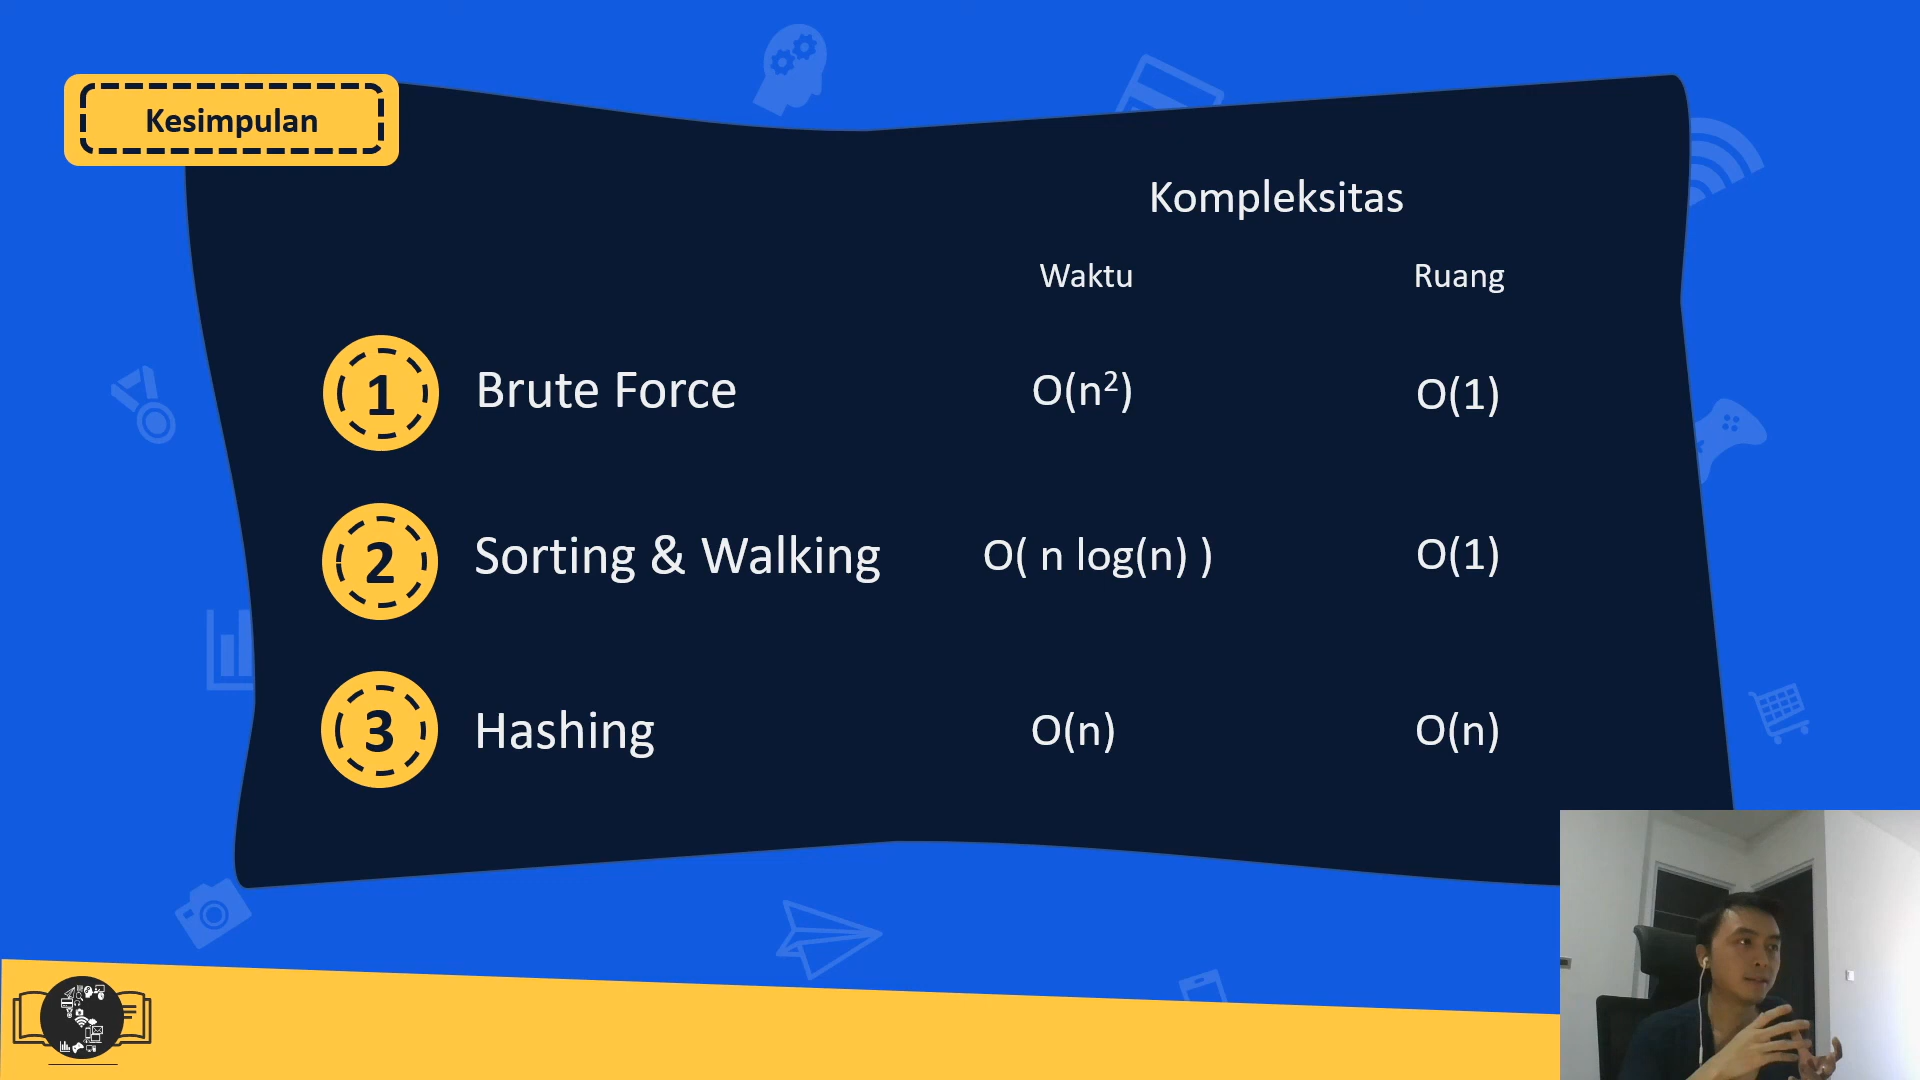 Kesimpulan
Kompleksitas
Waktu Ruang
1 Brute Force O(n²) O(1)
2 Sorting & Walking O( n log(n) ) O(1)
3 Hashing O(n) O(n)